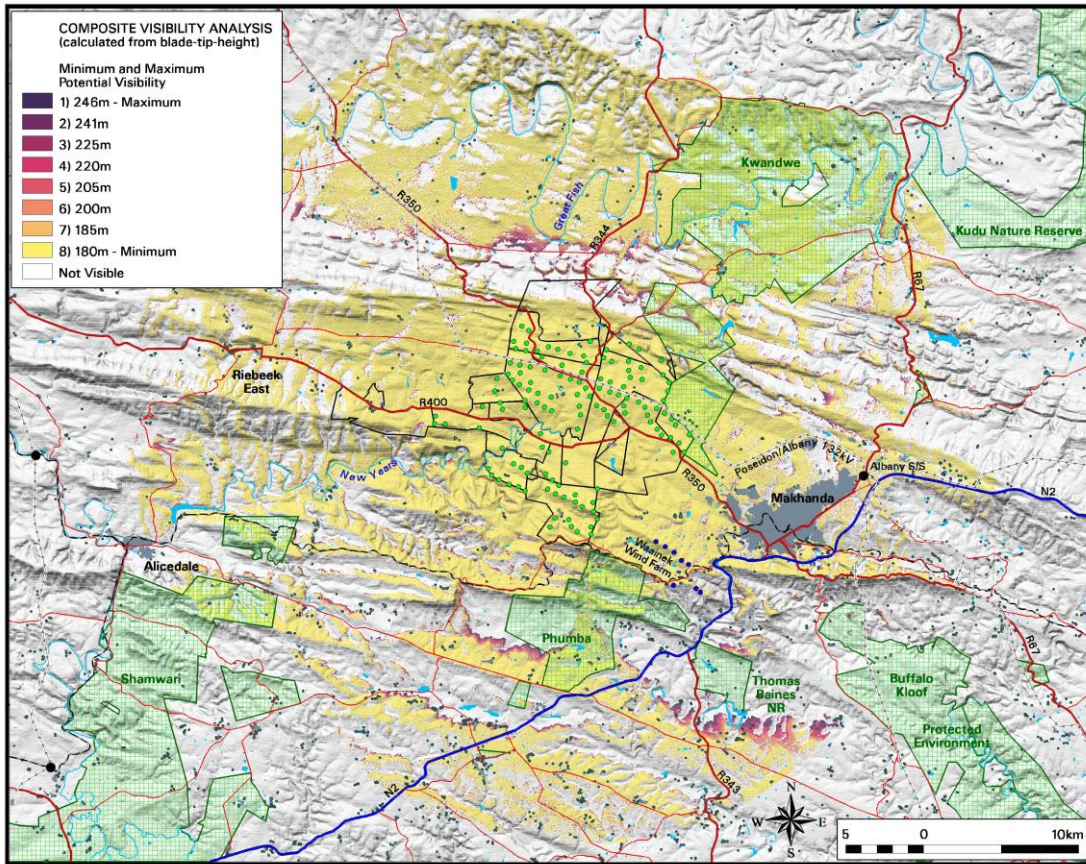 COMPOSITE VISIBILITY ANALYSIS
(calculated from blade-tip-height)
Minimum and Maximum
Potential Visibility
1) 246m - Maximum
2) 241m
3) 225m
4) 220m
5) 205m
6) 200m
7) 185m
8) 180m - Minimum
Not Visible
Kwandwe
R350
Great Fish
R344
Kudu Nature Reserve
R67
Riebeek
East
R400
New Years
R350
Poseidon/Albany 132kV
Albany S/S
Makhanda
N2
Waainek
Wind Farm
Alicedale
Phumba
Shamwari
Thomas
Baines
NR
Buffalo
Kloof
Protected
Environment
R67
N2
R343
N
W E
S
5 0 10km